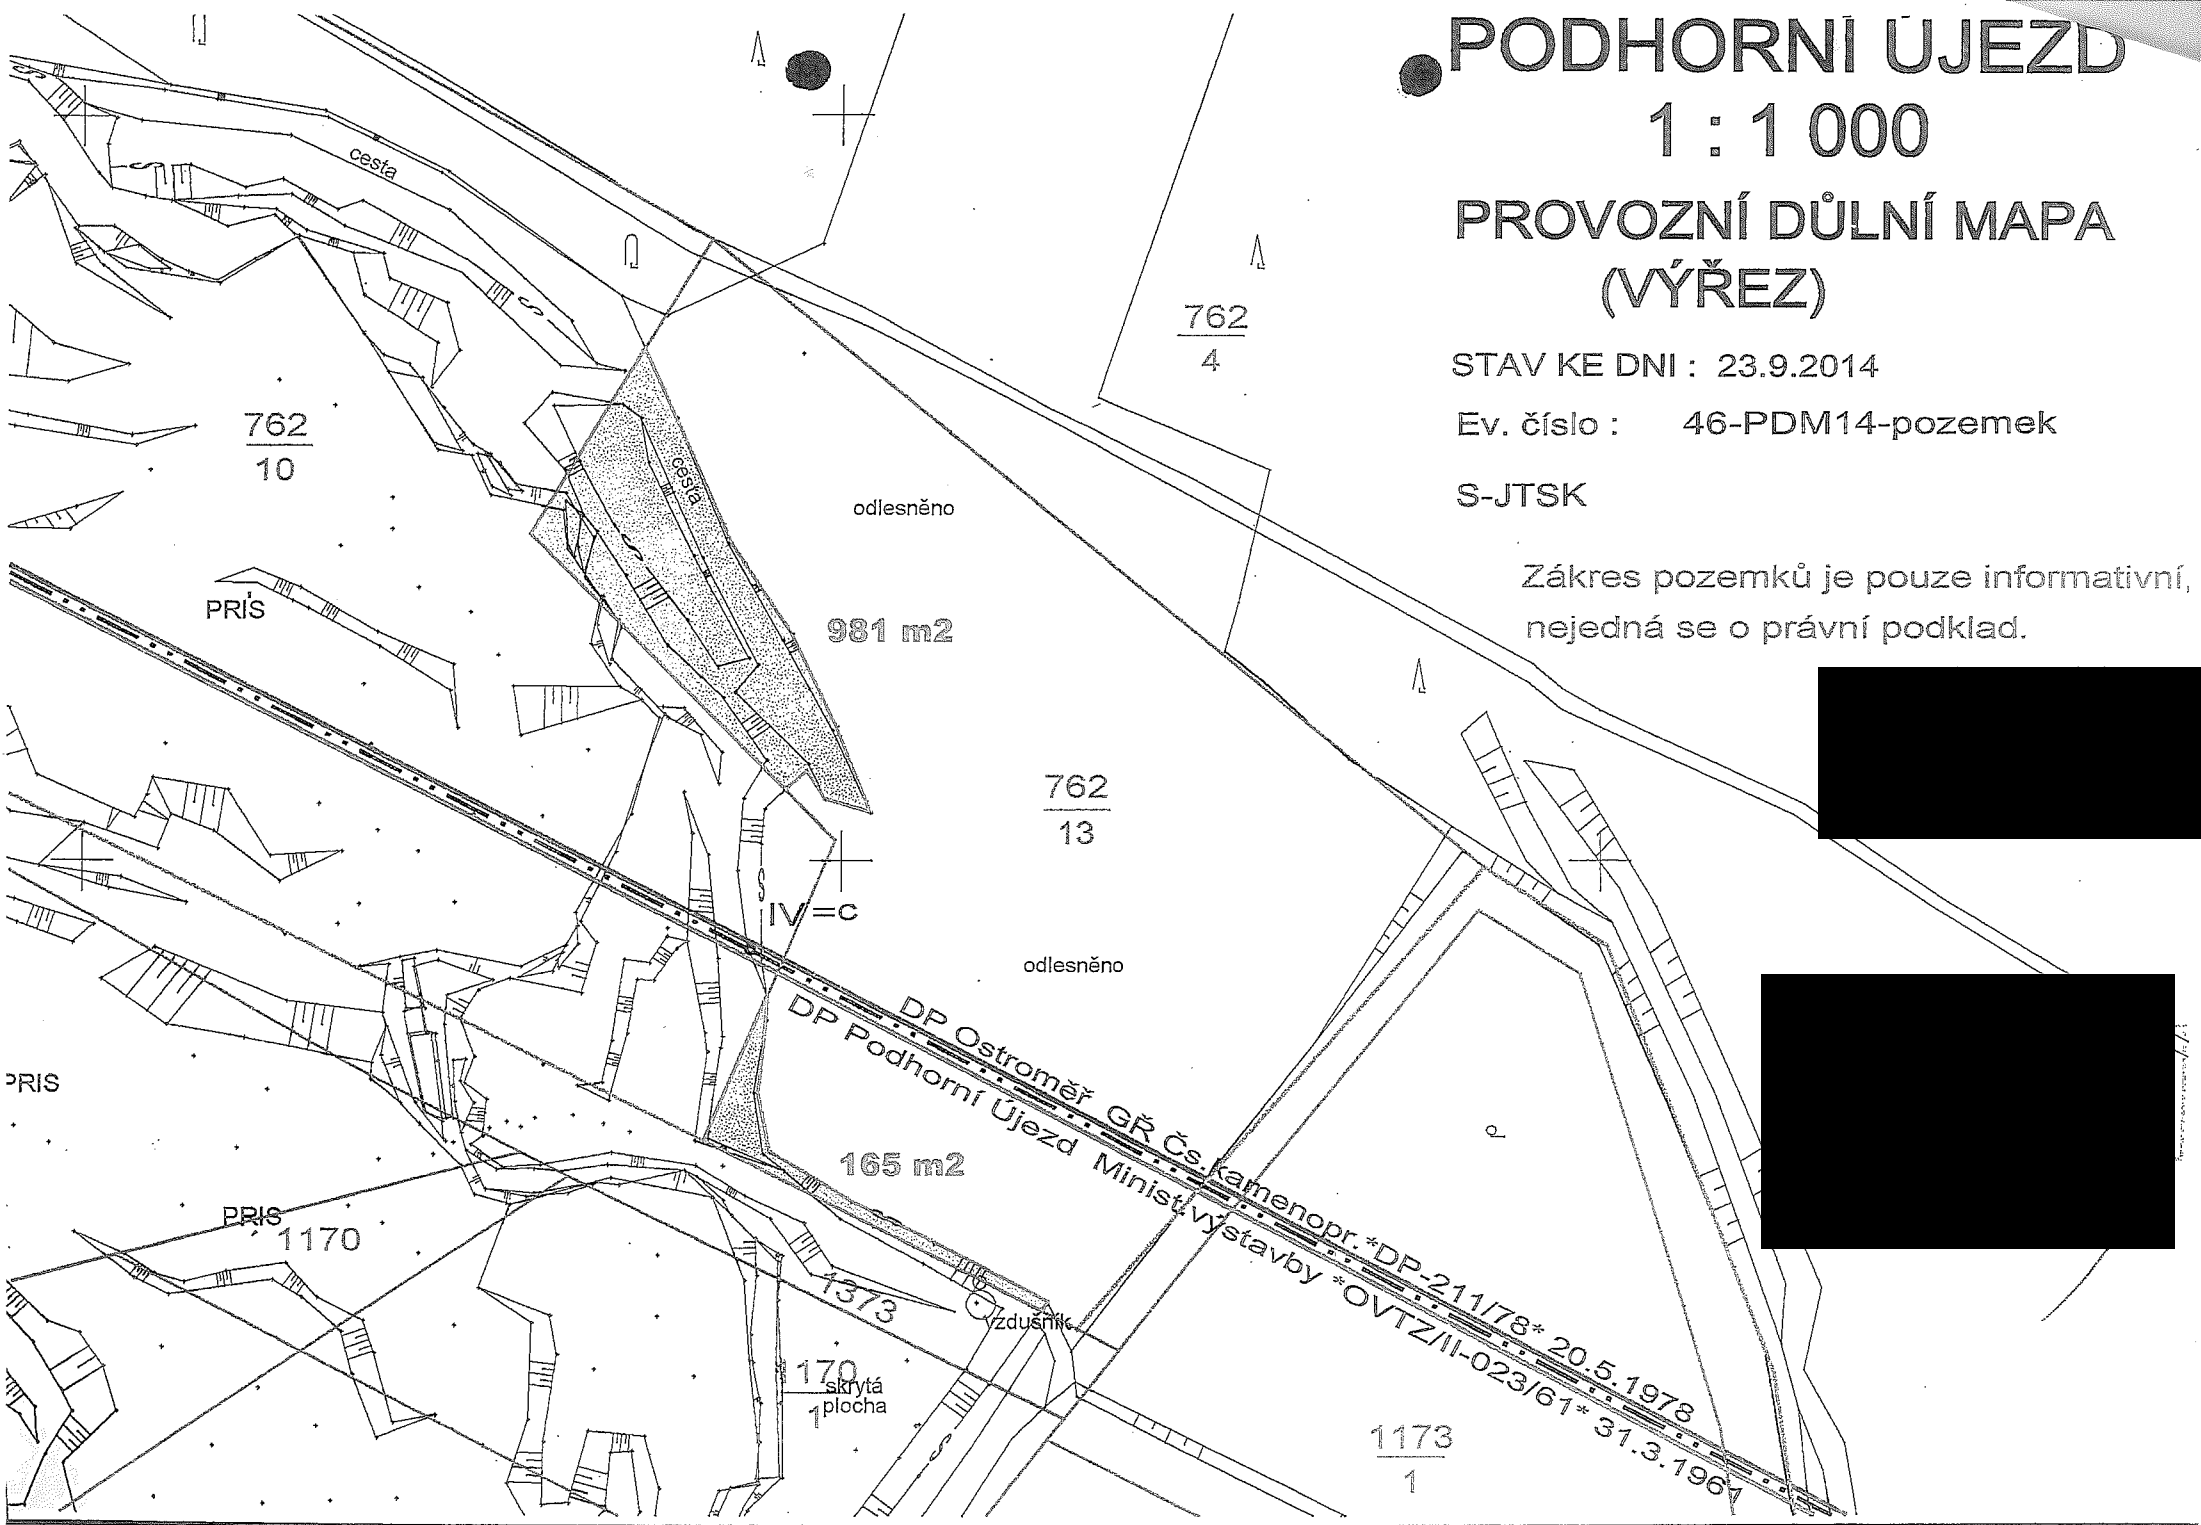 PODHORNÍ ÚJEZD
1 : 1 000
PROVOZNÍ DŮLNÍ MAPA
(VÝŘEZ)
STAV KE DNI : 23.9.2014
Ev. číslo : 46-PDM14-pozemek
S-JTSK
Zákres pozemků je pouze informativní,
nejedná se o právní podklad.
cesta
762
4
762
10
cesta
odlesněno
PRIS
981 m2
762
13
IV =c
odlesněno
DP Ostroměř GŘ Čs.kamenopr.*DP-211/78* 20.5.1978
DP Podhorní Újezd Minist.výstavby *OVTZ/II-023/61* 31.3.1961
PRIS
165 m2
PRIS
1170
1373
vzdušník
1170
1
skrytá
plocha
1173
1